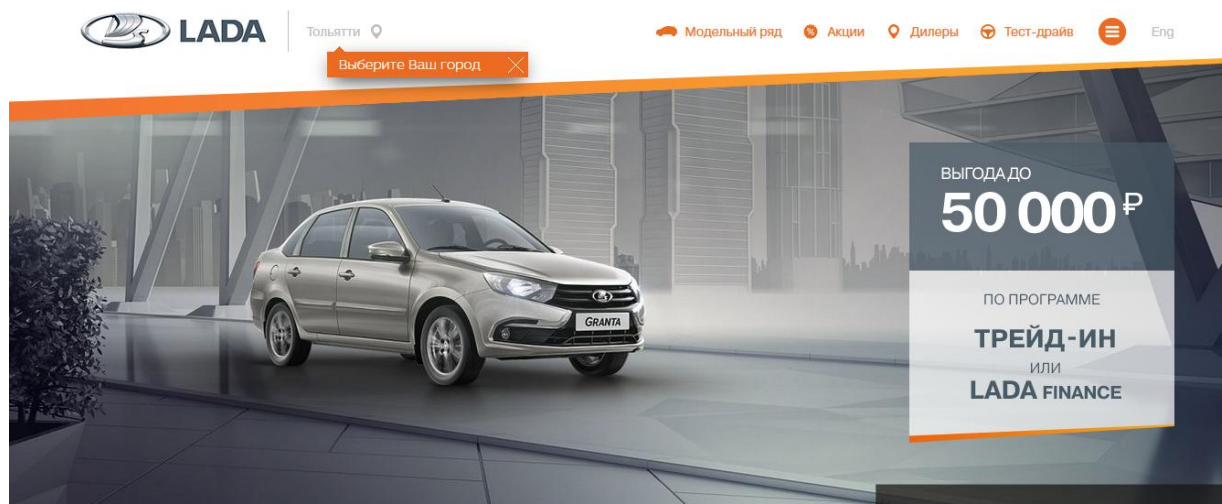 LADA
Тольятти
Модельный ряд
Акции
Дилеры
Тест-драйв
Eng
Выберите Ваш город
ВЫГОДА ДО
50 000 ₽
ПО ПРОГРАММЕ
ТРЕЙД-ИН
ИЛИ
LADA FINANCE
GRANTA